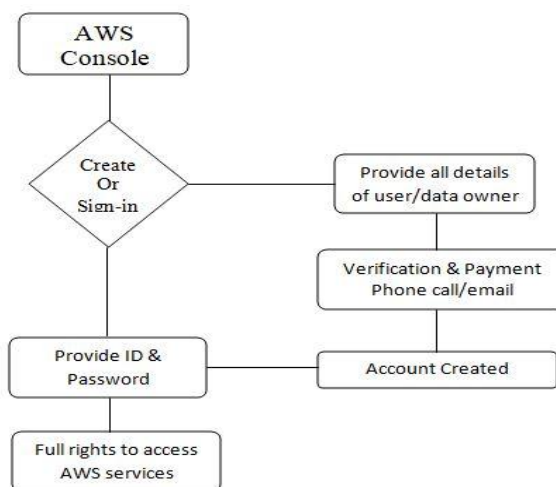 AWS
Console
Create
Or
Sign-in
Provide all details
of user/data owner
Verification & Payment
Phone call/email
Account Created
Provide ID &
Password
Full rights to access
AWS services